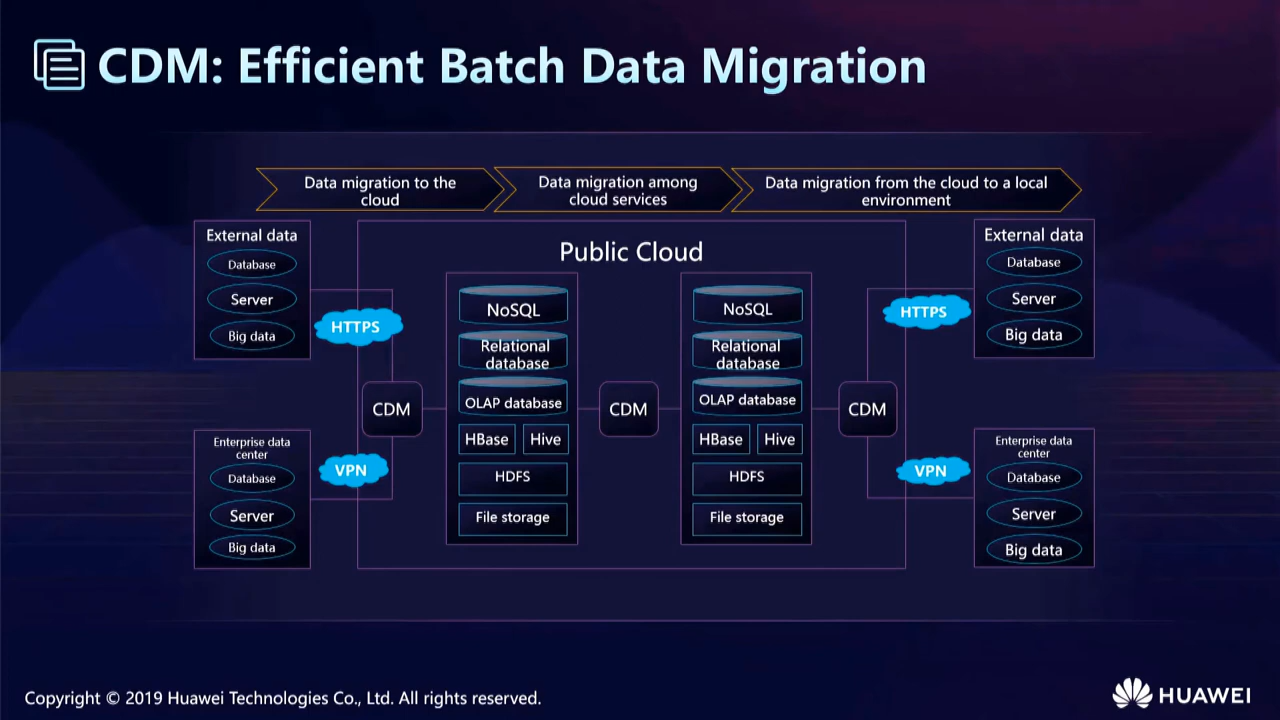 CDM: Efficient Batch Data Migration
Data migration to the
cloud
Data migration among
cloud services
Data migration from the cloud to a local
environment
External data
Database
Server
Big data
HTTPS
Enterprise data
center
Database
Server
Big data
VPN
CDM
Public Cloud
NoSQL
Relational
database
OLAP database
HBase
Hive
HDFS
File storage
CDM
NoSQL
Relational
database
OLAP database
HBase
Hive
HDFS
File storage
CDM
HTTPS
VPN
External data
Database
Server
Big data
Enterprise data
center
Database
Server
Big data
Copyright © 2019 Huawei Technologies Co., Ltd. All rights reserved.
HUAWEI